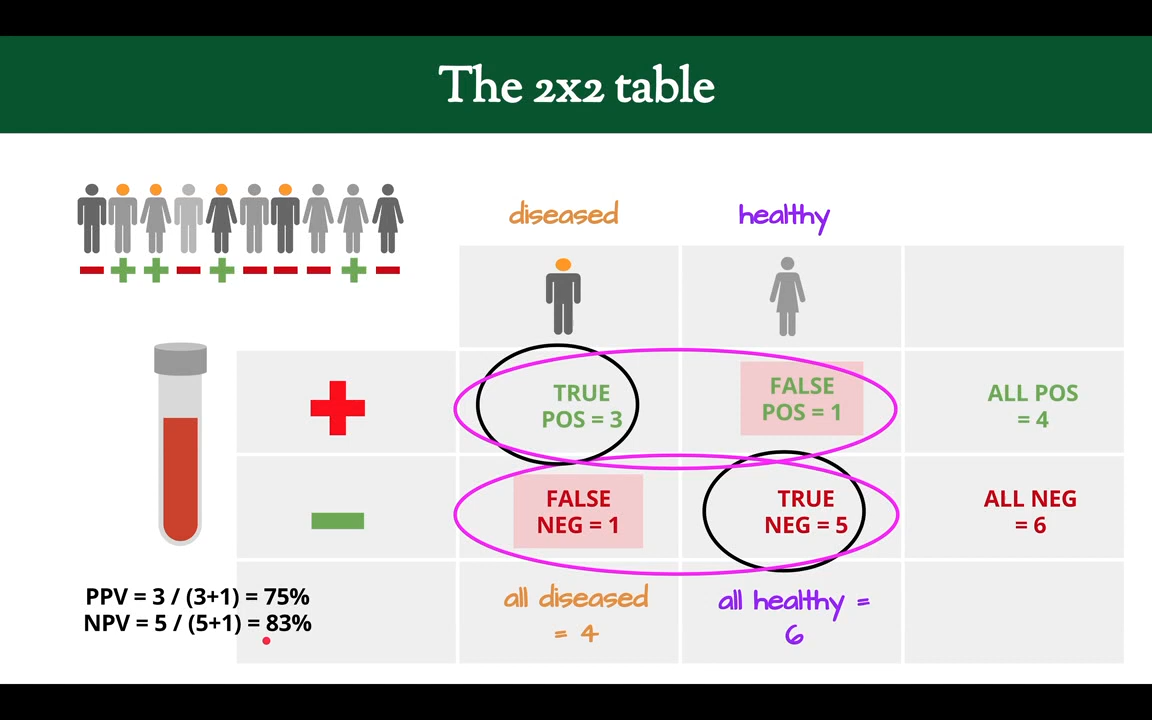 The 2x2 table
diseased
healthy
TRUE
POS = 3
FALSE
POS = 1
ALL POS
= 4
FALSE
NEG = 1
TRUE
NEG = 5
ALL NEG
= 6
all diseased
= 4
all healthy =
6
PPV = 3 / (3+1) = 75%
NPV = 5 / (5+1) = 83%